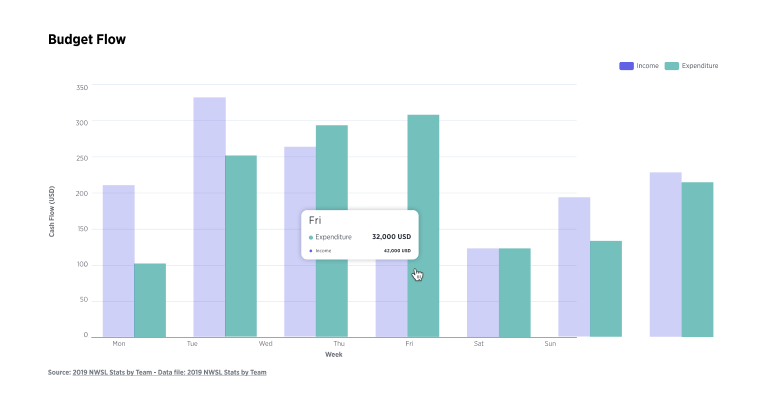 Budget Flow
Income
Expenditure
350
300
250
200
150
100
50
0
Cash Flow (USD)
Fri
Expenditure 32,000 USD
Income 42,000 USD
Mon Tue Wed Thu Fri Sat Sun
Week
Source: 2019 NWSL Stats by Team - Data file: 2019 NWSL Stats by Team